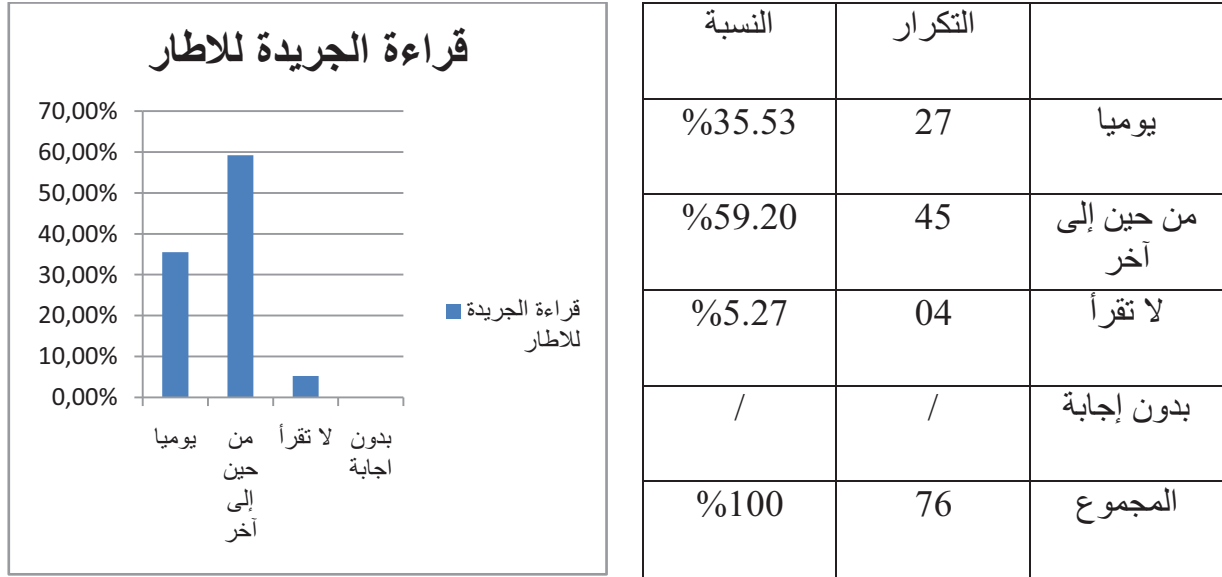 قراءة الجريدة للاطار
70,00%
60,00%
50,00%
40,00%
30,00%
20,00%
10,00%
0,00%
يوميا
من
حين
إلى
آخر
لا تقرأ
بدون
اجابة
قراءة الجريدة
للاطار
التكرار النسبة
يوميا 27 %35.53
من حين إلى 45 %59.20
آخر
لا تقرأ 04 %5.27
بدون إجابة / /
المجموع 76 %100